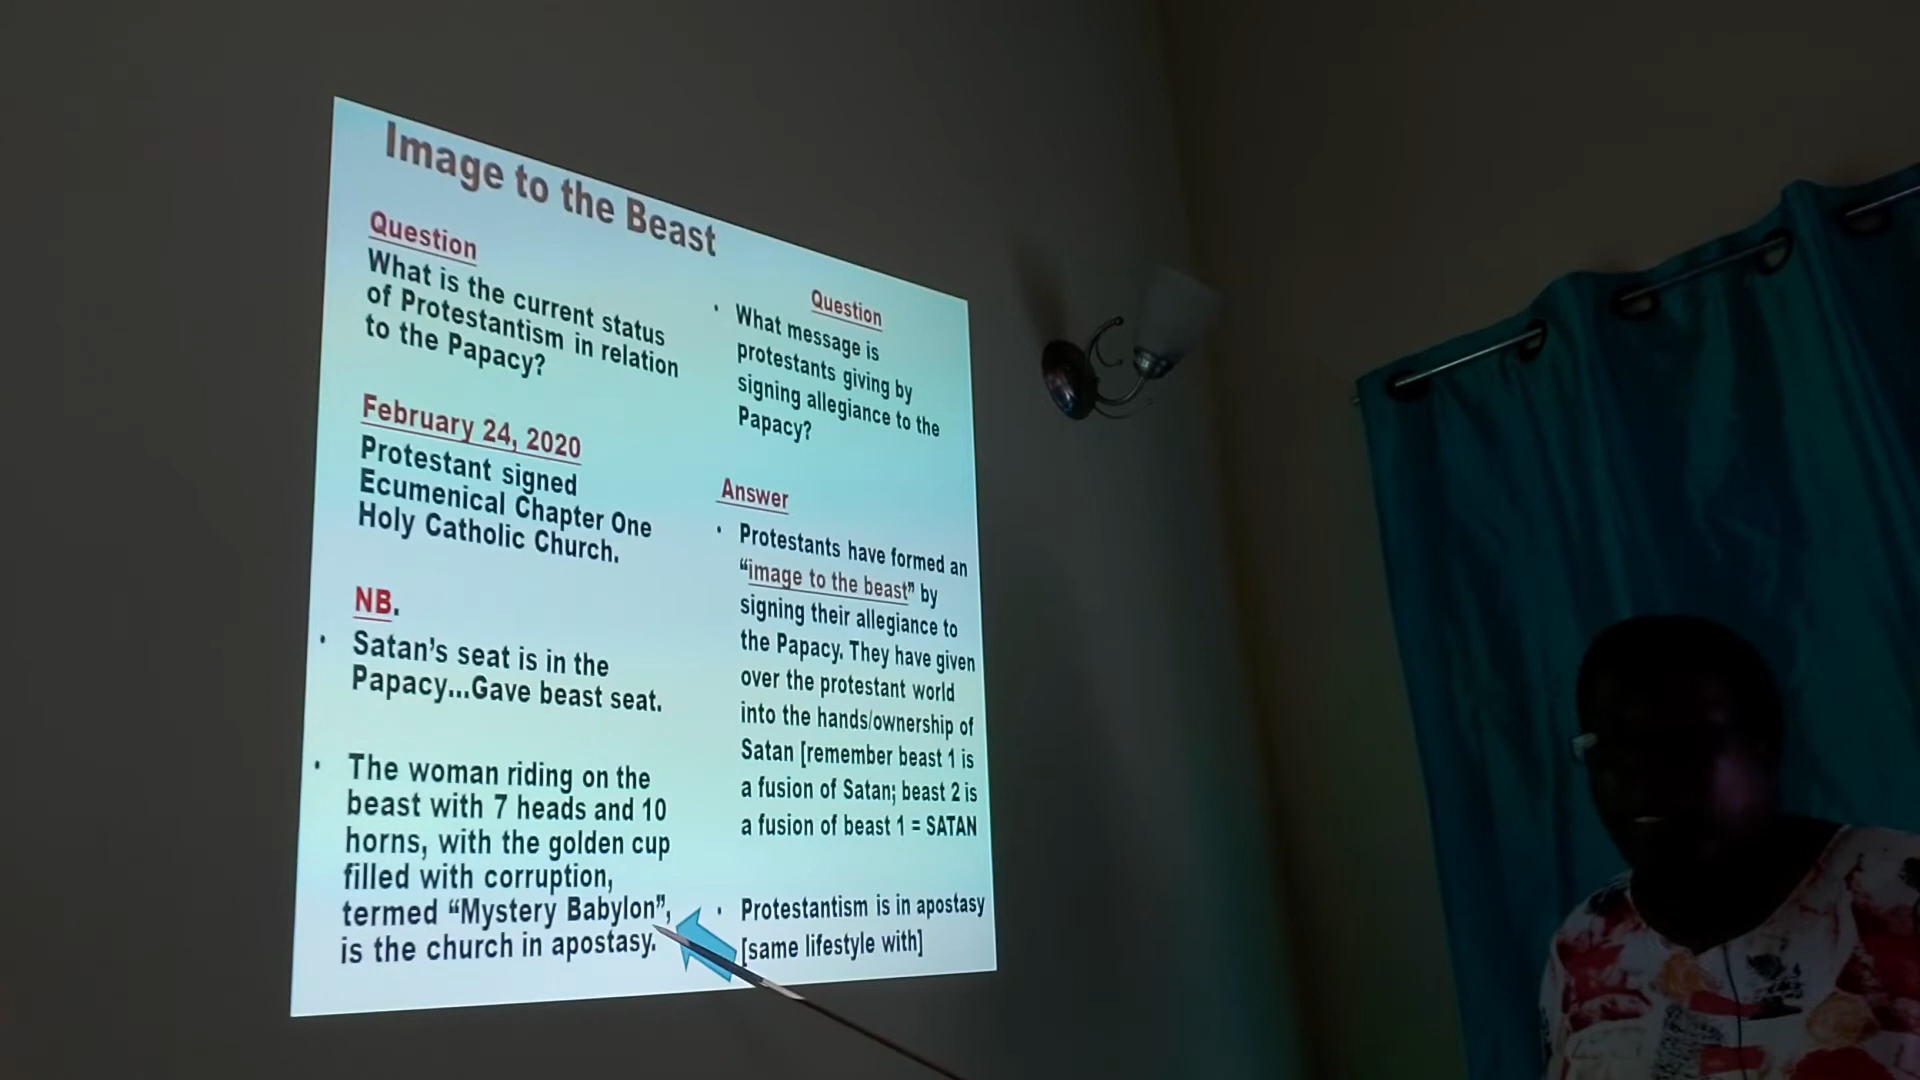 Image to the Beast
Question
What is the current status
of Protestantism in relation
to the Papacy?
February 24, 2020
Protestant signed
Ecumenical Chapter One
Holy Catholic Church.
NB.
• Satan's seat is in the
Papacy...Gave beast seat.
• The woman riding on the
beast with 7 heads and 10
horns, with the golden cup
filled with corruption,
termed “Mystery Babylon”,
is the church in apostasy.
Question
• What message is
protestants giving by
signing allegiance to the
Papacy?
Answer
• Protestants have formed an
“image to the beast” by
signing their allegiance to
the Papacy. They have given
over the protestant world
into the hands/ownership of
Satan [remember beast 1 is
a fusion of Satan; beast 2 is
a fusion of beast 1 = SATAN
• Protestantism is in apostasy
[same lifestyle with]